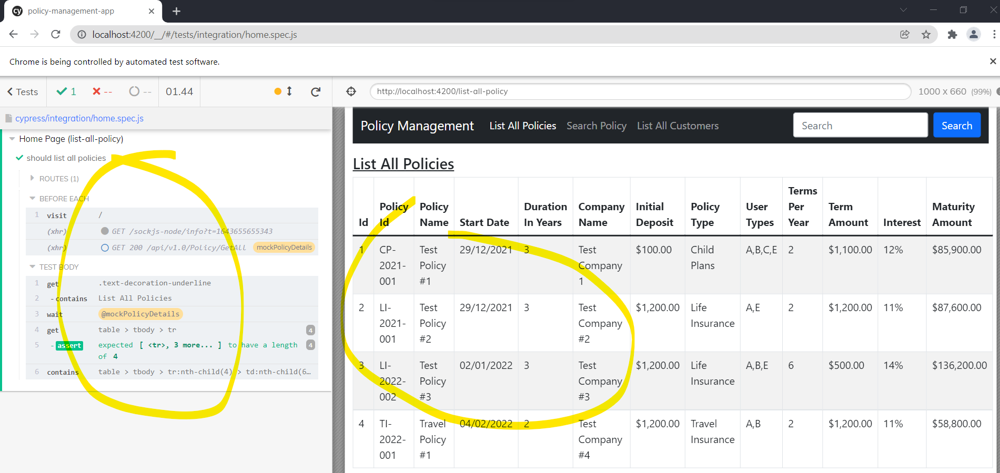 policy-management-app
localhost:4200/__/#/tests/integration/home.spec.js
Chrome is being controlled by automated test software.
Tests
1
--
--
01.44
http://localhost:4200/list-all-policy
1000 x 660 (99%)
cypress/integration/home.spec.js
Home Page (list-all-policy)
should list all policies
ROUTES (1)
BEFORE EACH
1 visit /
(xhr) GET /sockjs-node/info?t=1643655655343
(xhr) GET 200 /api/v1.0/Policy/GetAll mockPolicyDetails
TEST BODY
1 get .text-decoration-underline
2 -contains List All Policies
3 wait @mockPolicyDetails
4 get table > tbody > tr 4
5 -assert expected [ <tr>, 3 more... ] to have a length 4
of 4
6 contains table > tbody > tr:nth-child(4) > td:nth-child(6…
Policy Management List All Policies Search Policy List All Customers Search Search
List All Policies
Id Policy Id Policy Name Start Date Duration In Years Company Name Initial Deposit Policy Type User Types Terms Per Year Term Amount Interest Maturity Amount
1 CP-2021-001 Test Policy #1 29/12/2021 3 Test Company 1 $100.00 Child Plans A,B,C,E 2 $1,100.00 12% $85,900.00
2 LI-2021-001 Test Policy #2 29/12/2021 3 Test Company #2 $1,200.00 Life Insurance A,E 2 $1,200.00 11% $87,600.00
3 LI-2022-002 Test Policy #3 02/01/2022 3 Test Company #3 $1,200.00 Life Insurance A,B,E 6 $500.00 14% $136,200.00
4 TI-2022-001 Travel Policy #1 04/02/2022 2 Test Company #4 $1,200.00 Travel Insurance A,B 2 $1,200.00 11% $58,800.00